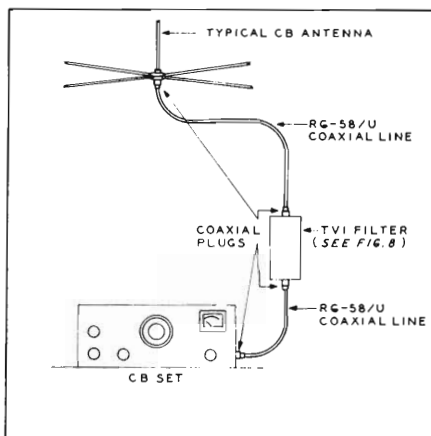 TYPICAL CB ANTENNA
RG-58/U
COAXIAL LINE
COAXIAL
PLUGS
TVI FILTER
(SEE FIG. 8)
RG-58/U
COAXIAL LINE
CB SET